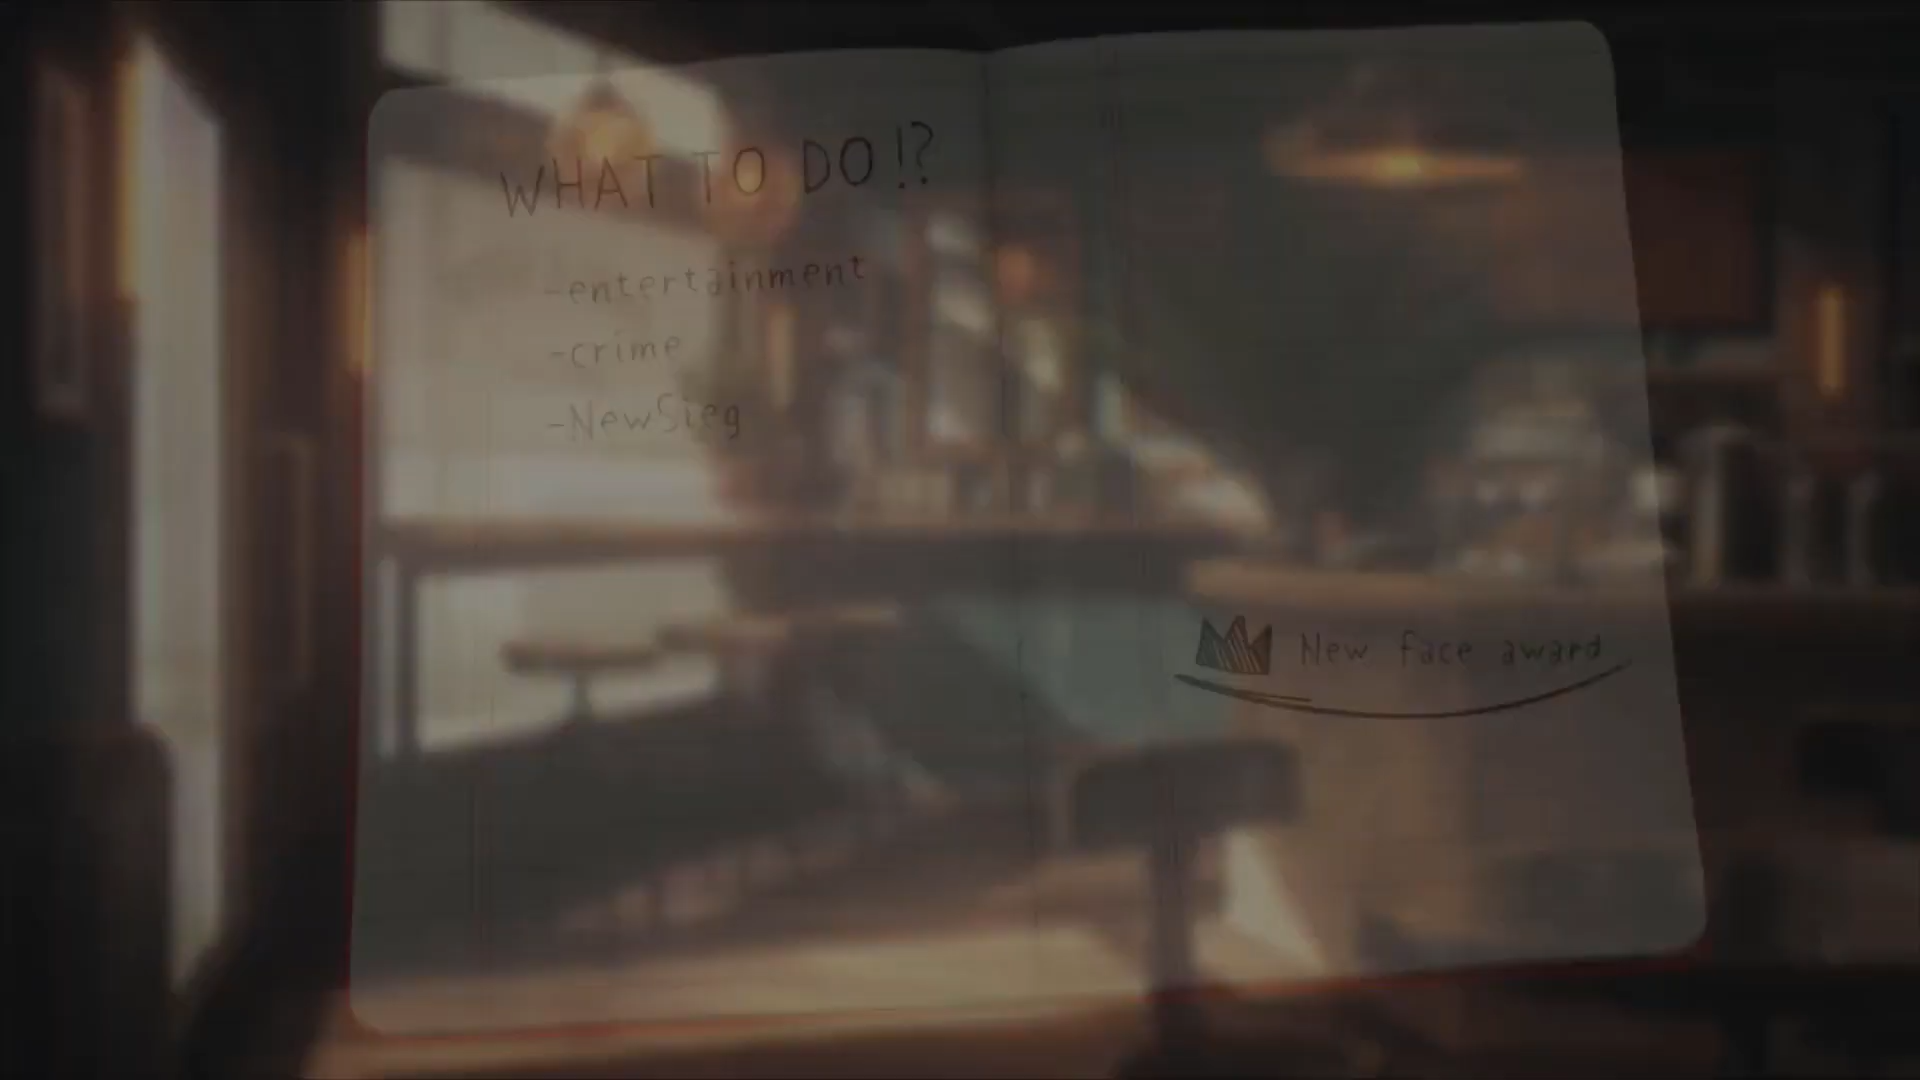 WHAT TO DO!?
-entertainment
-crime
-NewSieg
New face award